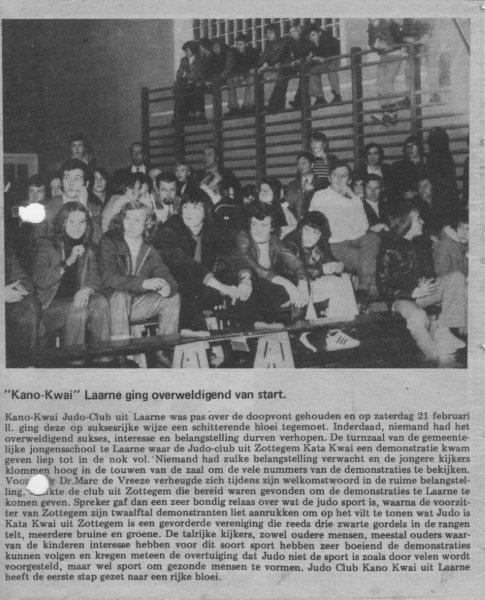 "Kano-Kwai" Laarne ging overweldigend van start.
Kano-Kwai Judo-Club uit Laarne was pas over de doopvont gehouden en op zaterdag 21 februari
ll. ging deze op suksesrijke wijze een schitterende bloei tegemoet. Inderdaad, niemand had het
overweldigend sukses, interesse en belangstelling durven verhopen. De turnzaal van de gemeente-
lijke jongensschool te Laarne waar de Judo-club uit Zottegem Kata Kwai een demonstratie kwam
geven liep tot in de nok vol. Niemand had zulke belangstelling verwacht en de jongere kijkers
klommen hoog in de touwen van de zaal om de vele nummers van de demonstraties te bekijken.
Voor Dr. Marc de Vreeze verheugde zich tijdens zijn welkomstwoord in de ruime belangstel-
ling. kte de club uit Zottegem die bereid waren gevonden om de demonstraties te Laarne te
komen geven. Spreker gaf dan een zeer bondig relaas over wat de judo sport is, waarna de voorzit-
ter van Zottegem zijn twaalftal demonstranten liet aanrukken om op het vilt te tonen wat Judo is
Kata Kwai uit Zottegem is een gevorderde vereniging die reeds drie zwarte gordels in de rangen
telt, meerdere bruine en groene. De talrijke kijkers, zowel oudere mensen, meestal ouders waar-
van de kinderen interesse hebben voor dit soort sport hebben zeer boeiend de demonstraties
kunnen volgen en kregen meteen de overtuiging dat Judo niet de sport is zoals door velen wordt
voorgesteld, maar wel sport om gezonde mensen te vormen. Judo Club Kano Kwai uit Laarne
heeft de eerste stap gezet naar een rijke bloei.